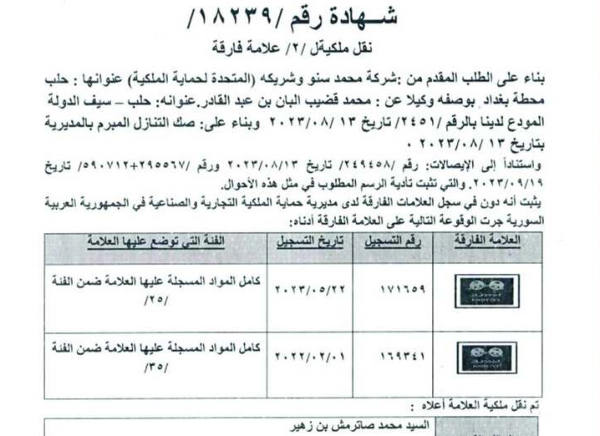 شـــهادة رقم /١٨٢٣٩/
نقل ملكيةل /٢/ علامة فارقة
بناء على الطلب المقدم من :شركة محمد سنو وشريكه (المتحدة لحماية الملكية) عنوانها : حلب
محطة بغداد بوصفه وكيلا عن : محمد قضيب البان بن عبد القادر.عنوانه: حلب – سيف الدولة
المودع لدينا بالرقم /٢٤٥١/ تاريخ ١٣ /٠٨/ ٢٠٢٣ وبناء على: صك التنازل المبرم بالمديرية
بتاريخ ١٣ /٠٨/ ٢٠٢٣ .
واستناداً إلى الإيصالات: رقم /٢٤٩٤٥٨/ تاريخ ٢٠٢٣/٠٨/١٣ ورقم /٢٩٥٥٦٧+٥٩٠٧١٢/ تاريخ
٢٠٢٣/٠٩/١٩. والتي تثبت تأدية الرسم المطلوب في مثل هذه الأحوال.
يثبت أنه دون في سجل العلامات الفارقة لدى مديرية حماية الملكية التجارية والصناعية في الجمهورية العربية
السورية جرت الوقوعة التالية على العلامة الفارقة أدناه:
العلامة الفارقة رقم التسجيل تاريخ التسجيل الفئة التي توضع عليها العلامة
١٧١٦٥٩ ٢٠٢٣/٠٥/٢٢ كامل المواد المسجلة عليها العلامة ضمن الفئة
/٢٥/
١٦٩٣٤١ ٢٠٢٢/٠٢/٠١ كامل المواد المسجلة عليها العلامة ضمن الفئة
/٣٥/
تم نقل ملكية العلامة أعلاه :
السيد محمد صاترمش بن زهير